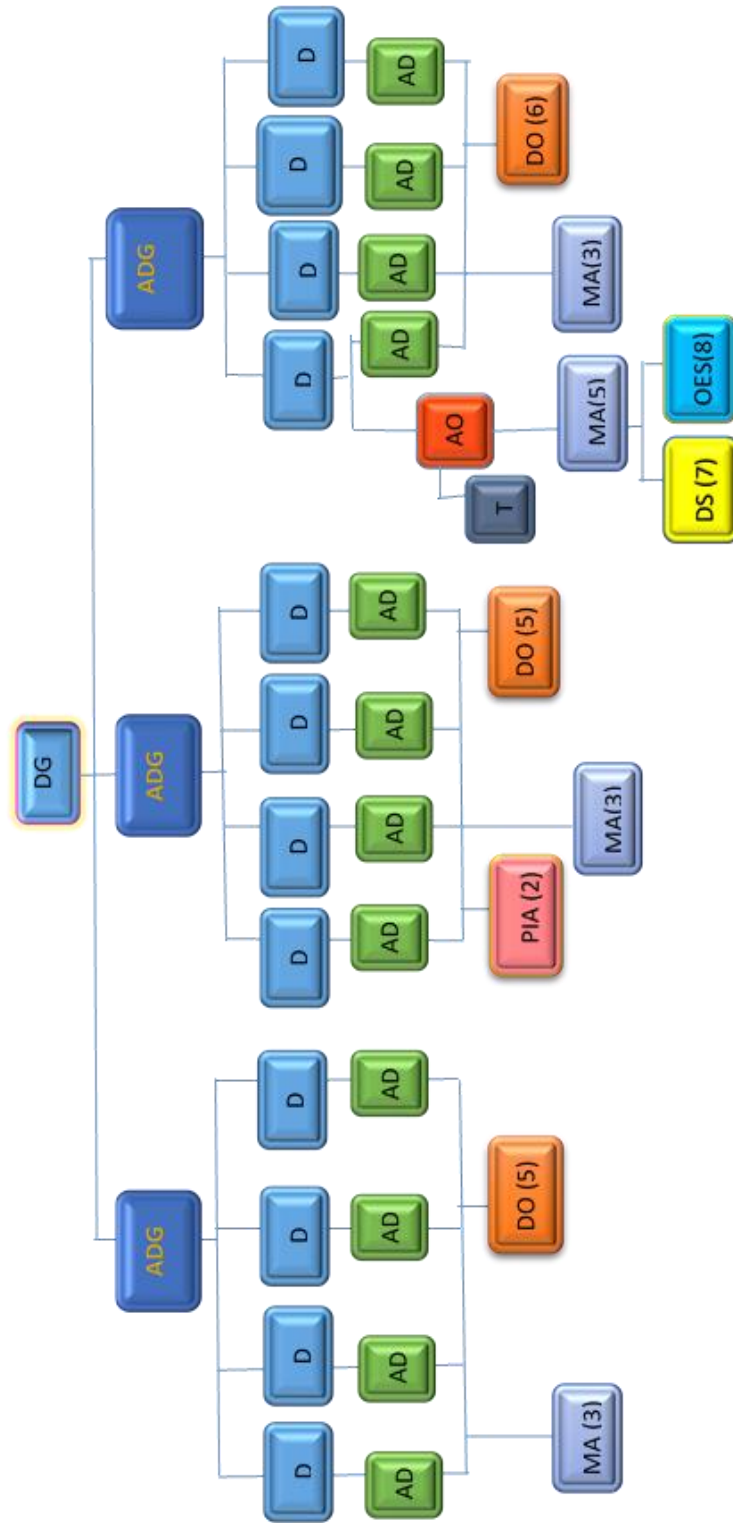 DG
ADG
ADG
ADG
D
D
D
D
D
D
D
D
D
D
D
D
AD
AD
AD
AD
AD
AD
AD
AD
AD
AD
AD
AD
AO
DO (5)
PIA (2)
DO (5)
T
DO (6)
MA (3)
MA(3)
MA(5)
MA(3)
DS (7)
OES(8)